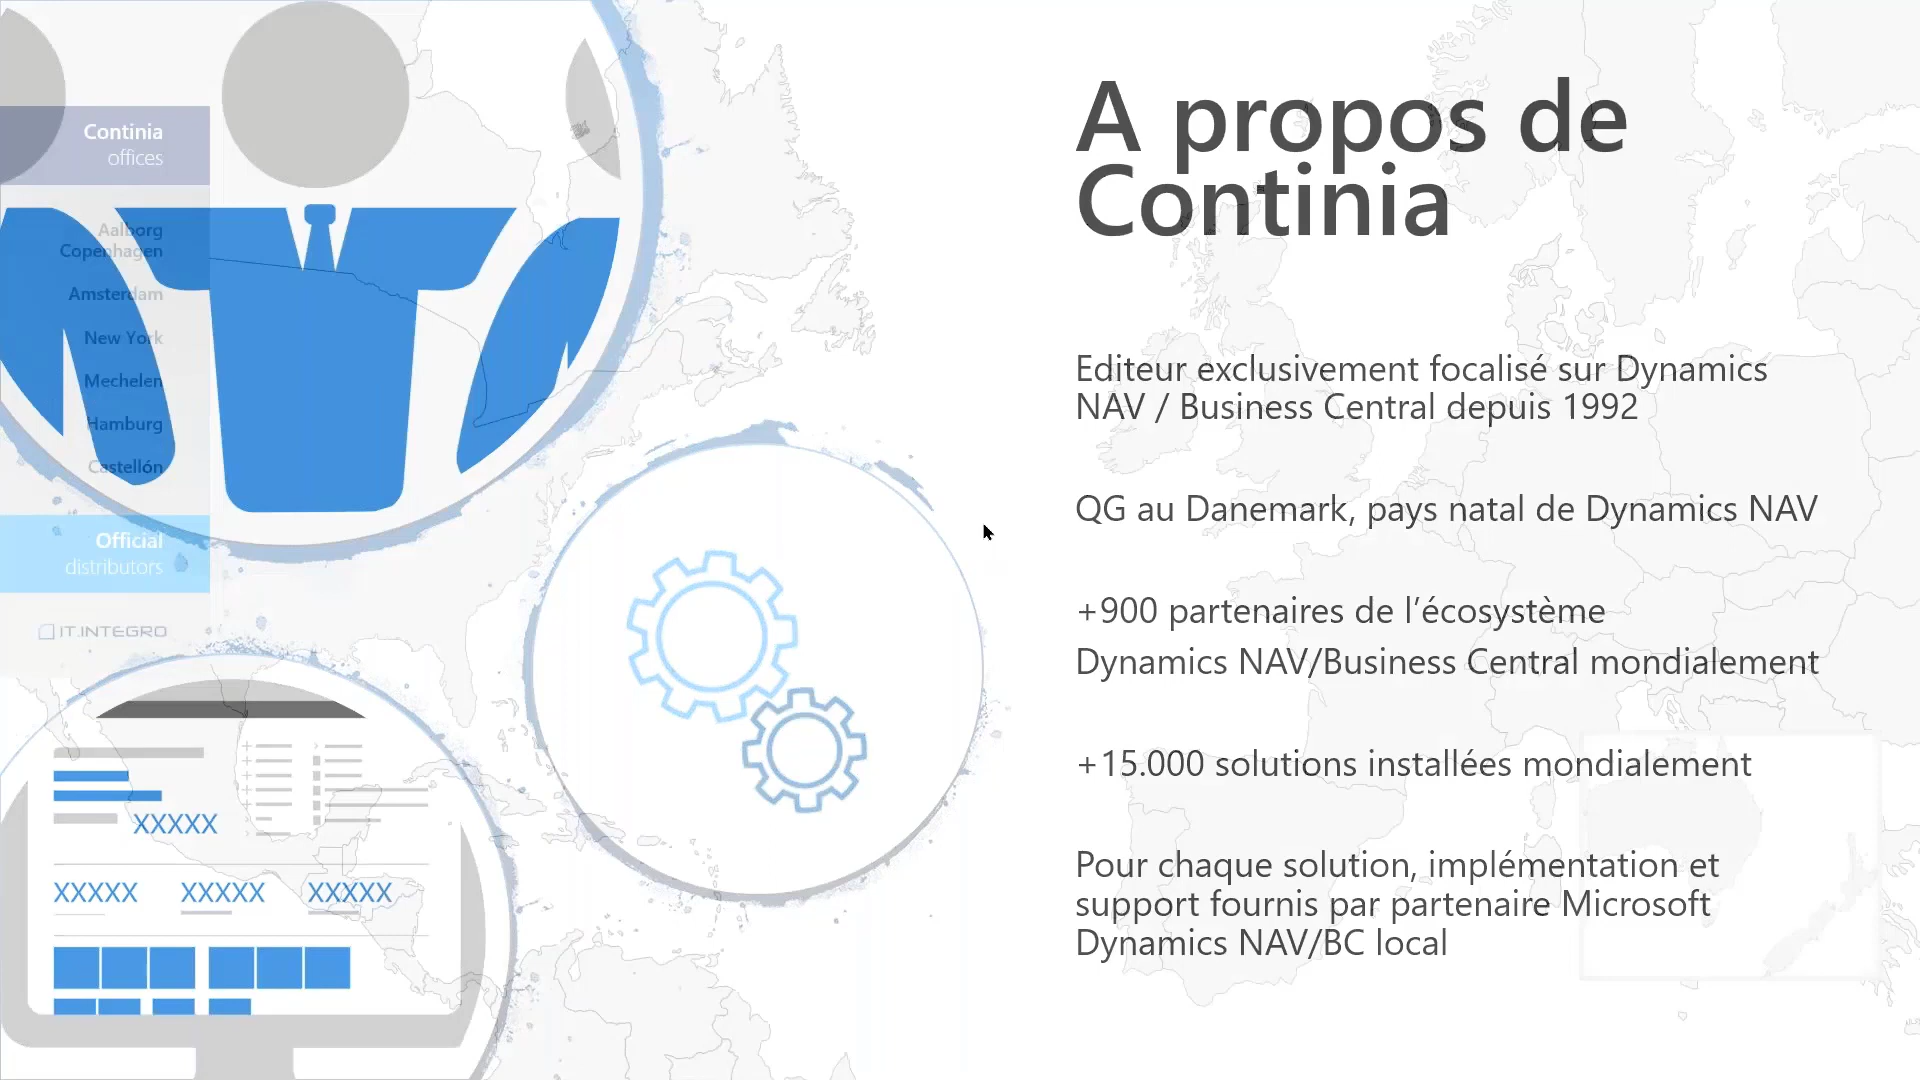 Continia
offices
Aalborg
Copenhagen
Amsterdam
New York
Mechelen
Hamburg
Castellón
Official
distributors
IT.INTEGRO
XXXXX
XXXXX XXXXX XXXXX
A propos de
Continia
Editeur exclusivement focalisé sur Dynamics
NAV / Business Central depuis 1992
QG au Danemark, pays natal de Dynamics NAV
+900 partenaires de l’écosystème
Dynamics NAV/Business Central mondialement
+15.000 solutions installées mondialement
Pour chaque solution, implémentation et
support fournis par partenaire Microsoft
Dynamics NAV/BC local